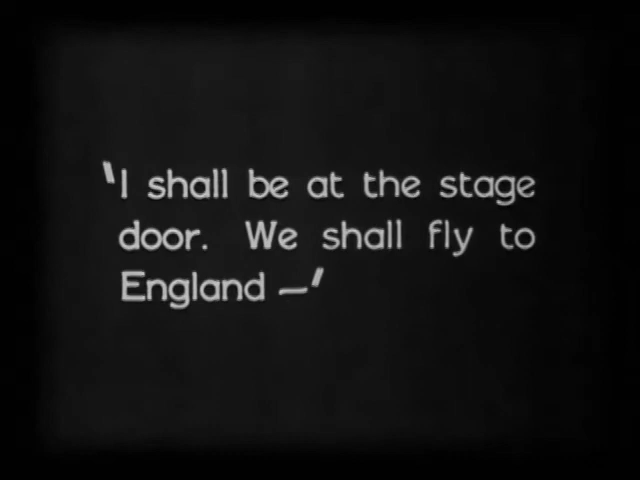 'I shall be at the stage
door. We shall fly to
England —'